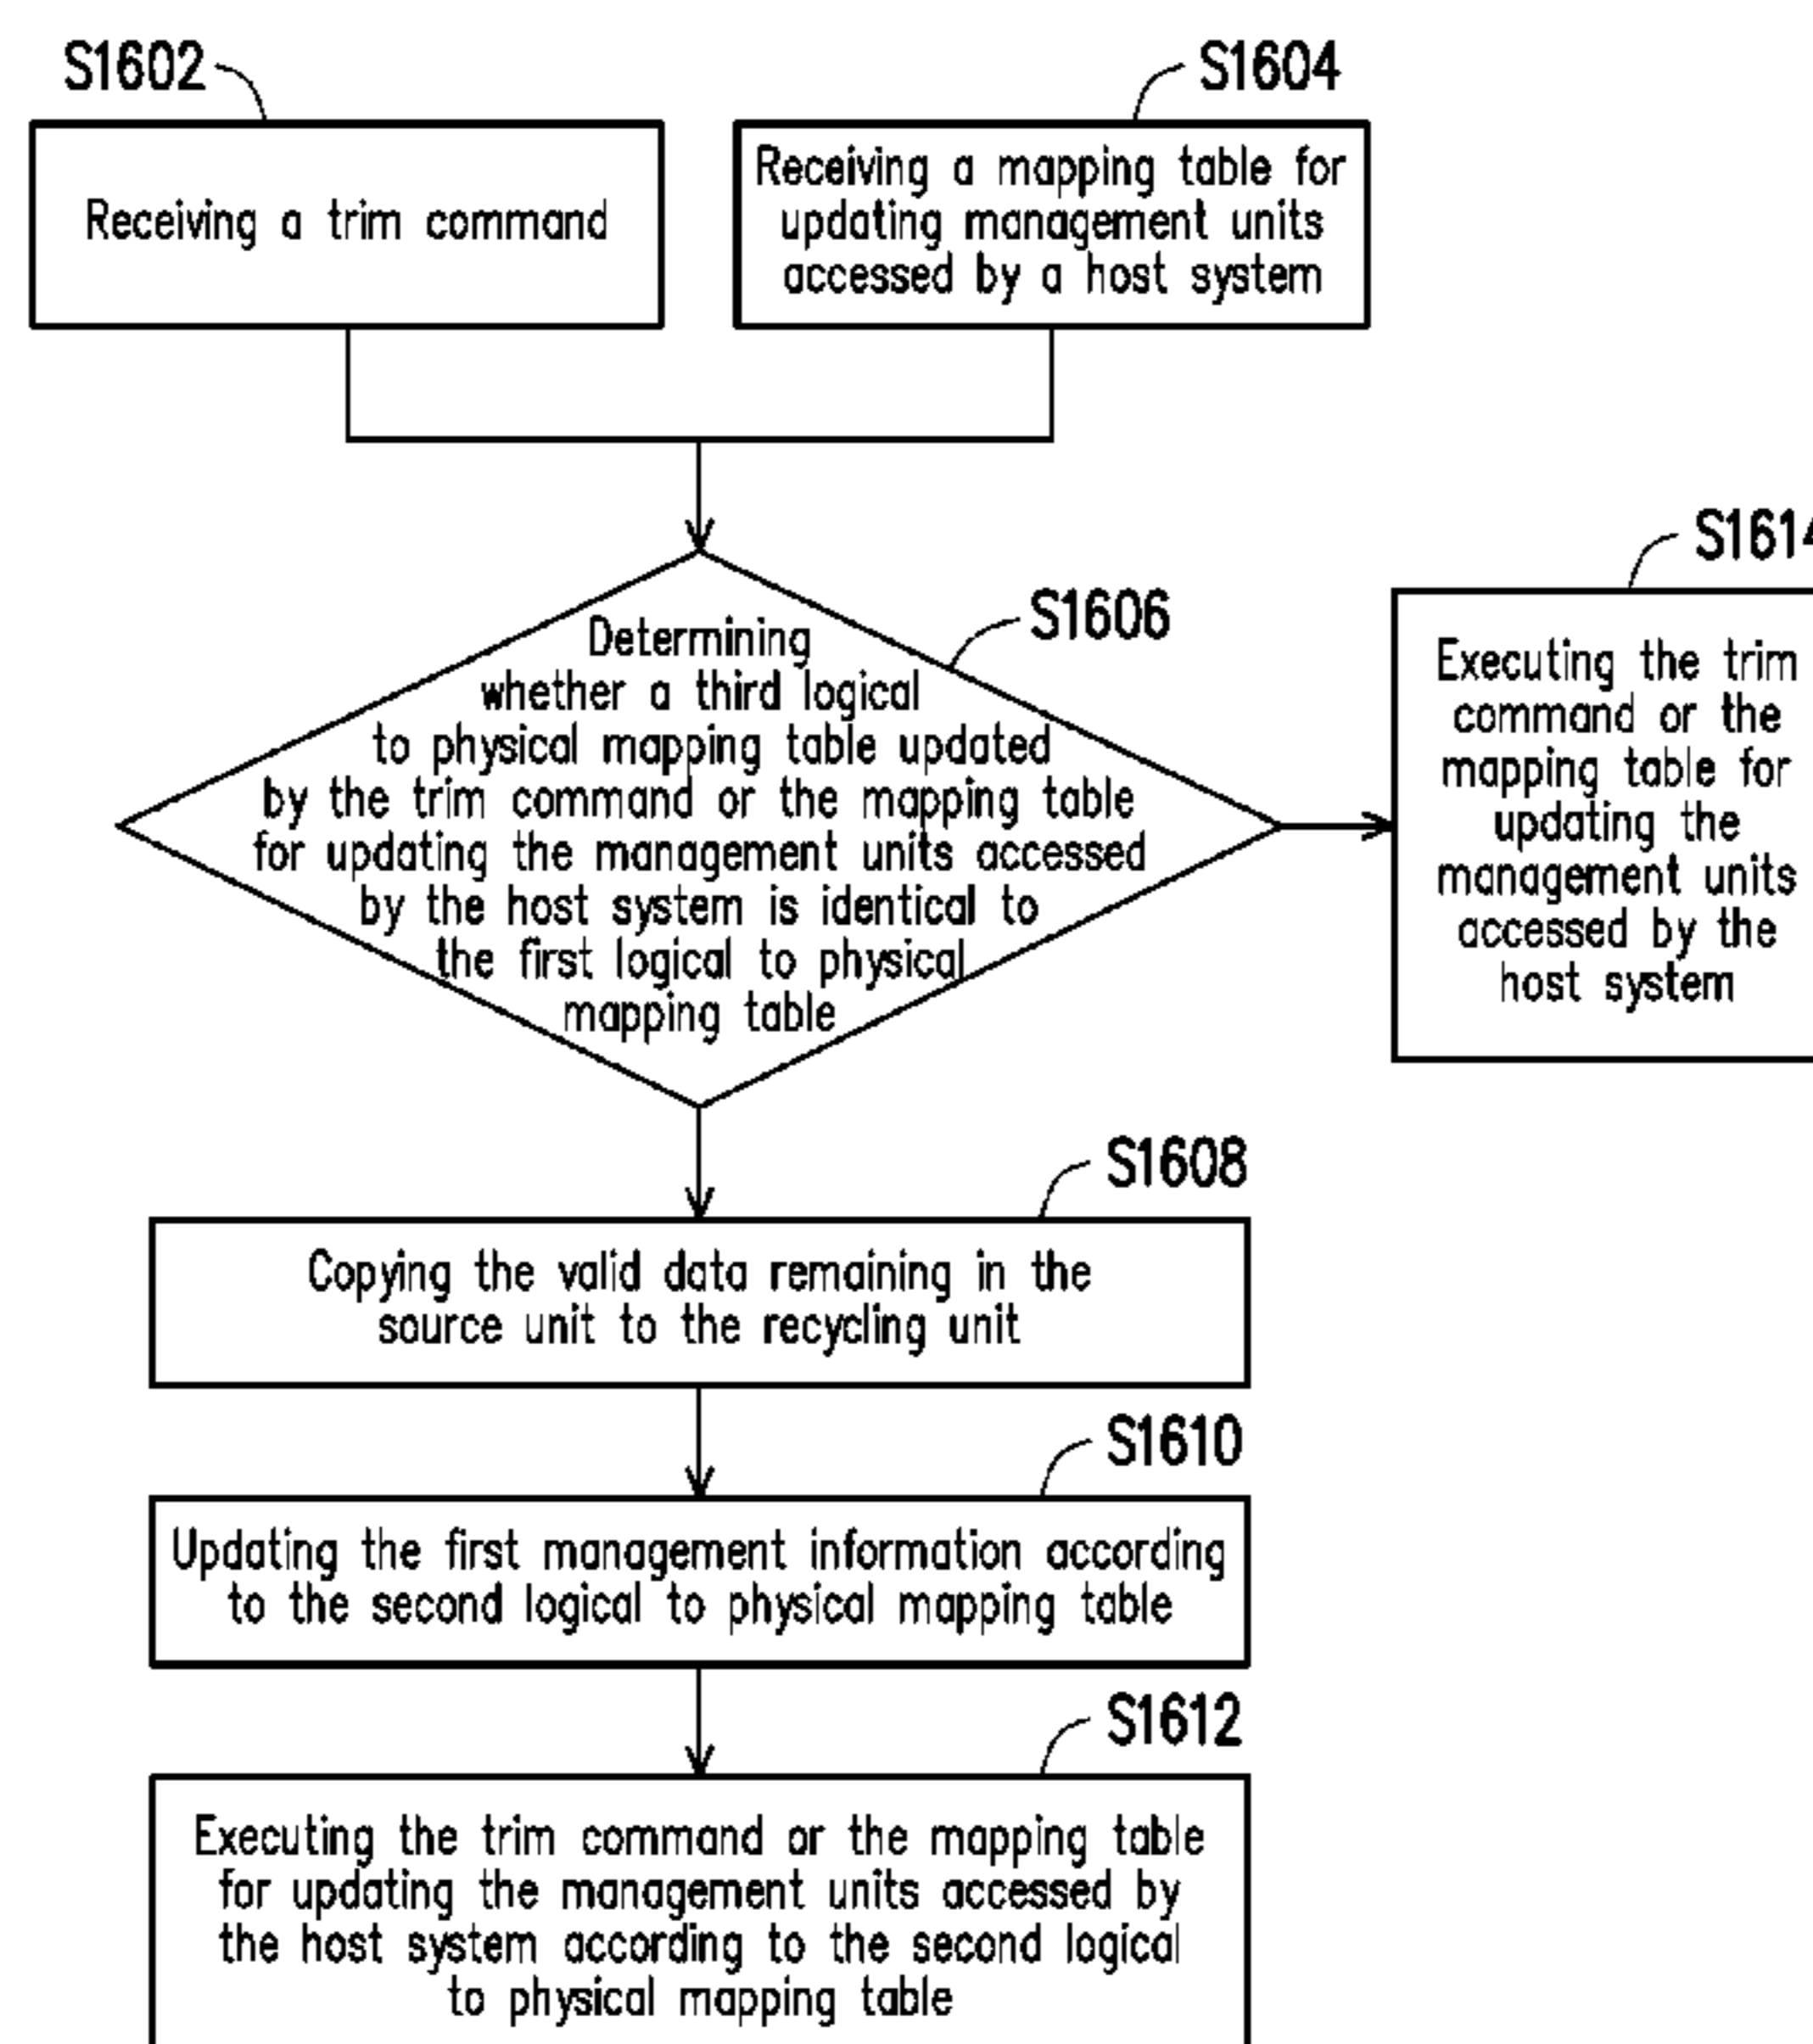 S1602
S1604
Receiving a trim command
Receiving a mapping table for
updating management units
accessed by a host system
S1606
Determining
whether a third logical
to physical mapping table updated
by the trim command or the mapping table
for updating the management units accessed
by the host system is identical to
the first logical to physical
mapping table
S1614
Executing the trim
command or the
mapping table for
updating the
management units
accessed by the
host system
S1608
Copying the valid data remaining in the
source unit to the recycling unit
S1610
Updating the first management information according
to the second logical to physical mapping table
S1612
Executing the trim command or the mapping table
for updating the management units accessed by
the host system according to the second logical
to physical mapping table